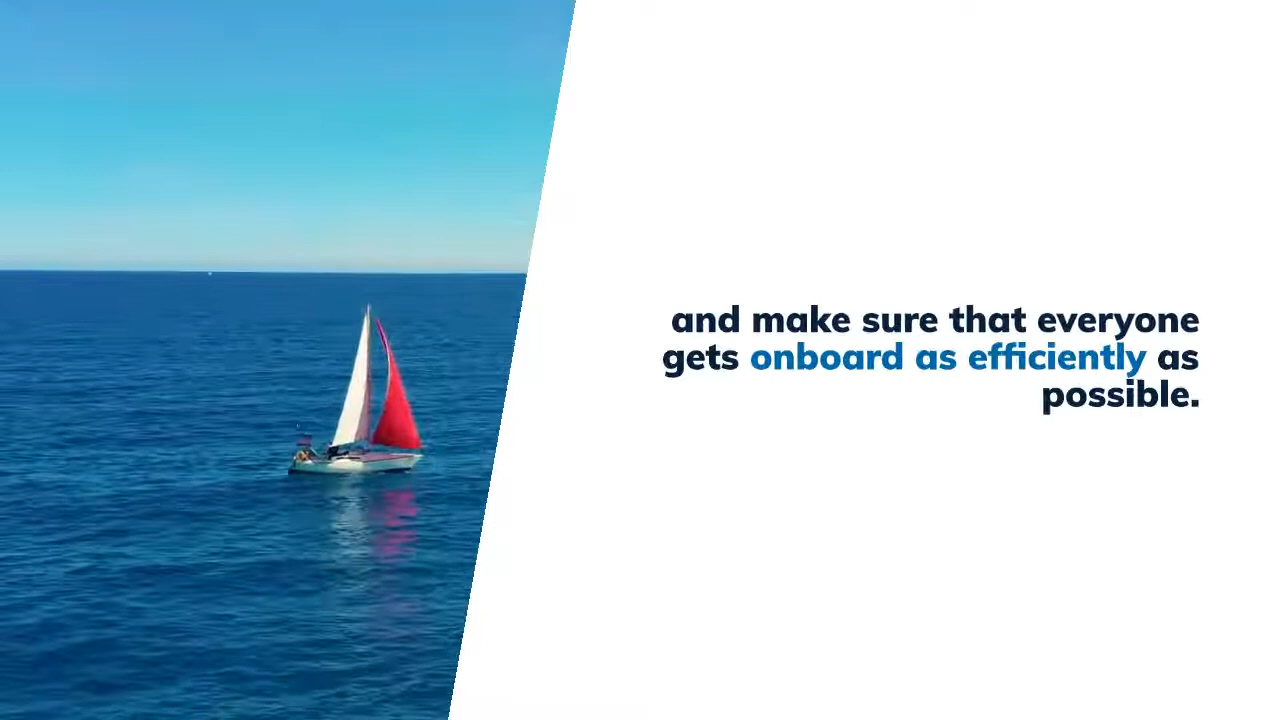 and make sure that everyone
gets onboard as efficiently as
possible.